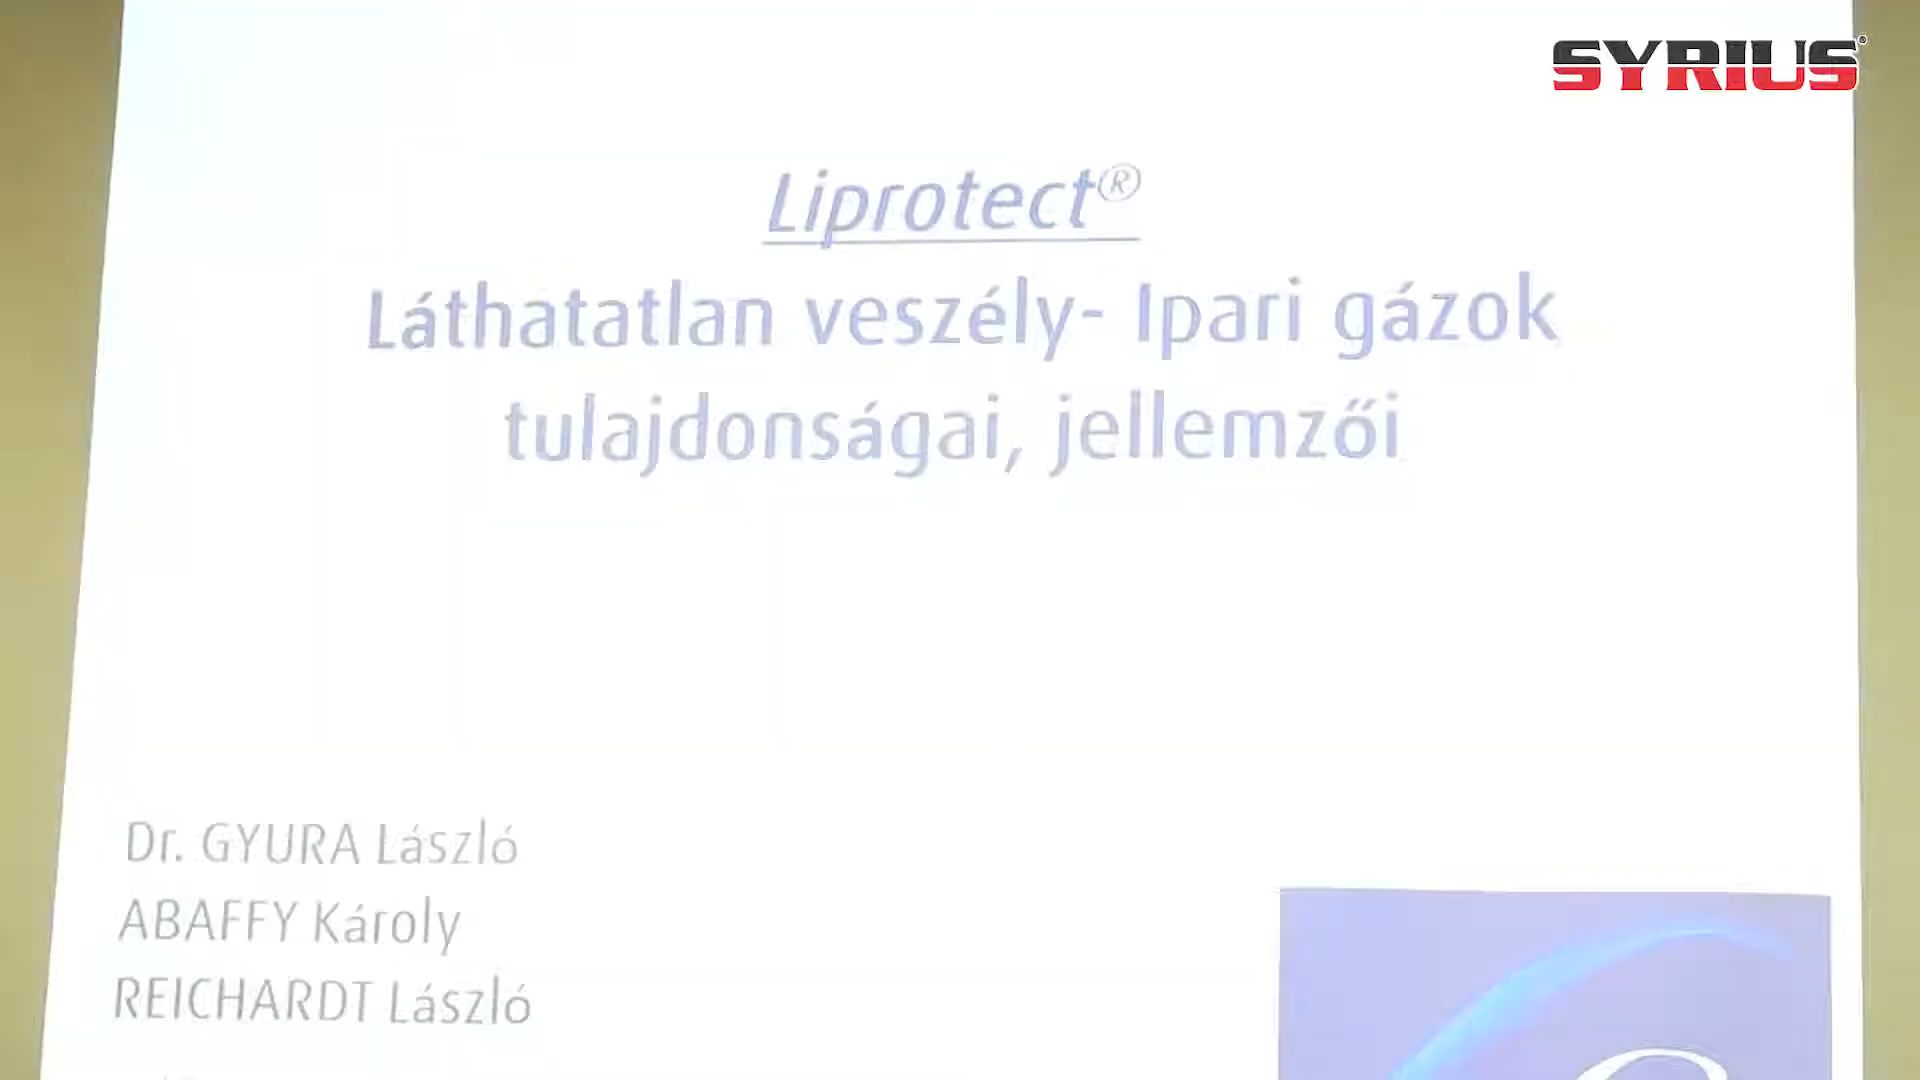 SYRIUS
Liprotect®
Láthatatlan veszély- Ipari gázok
tulajdonságai, jellemzői
Dr. GYURA László
ABAFFY Károly
REICHARDT László